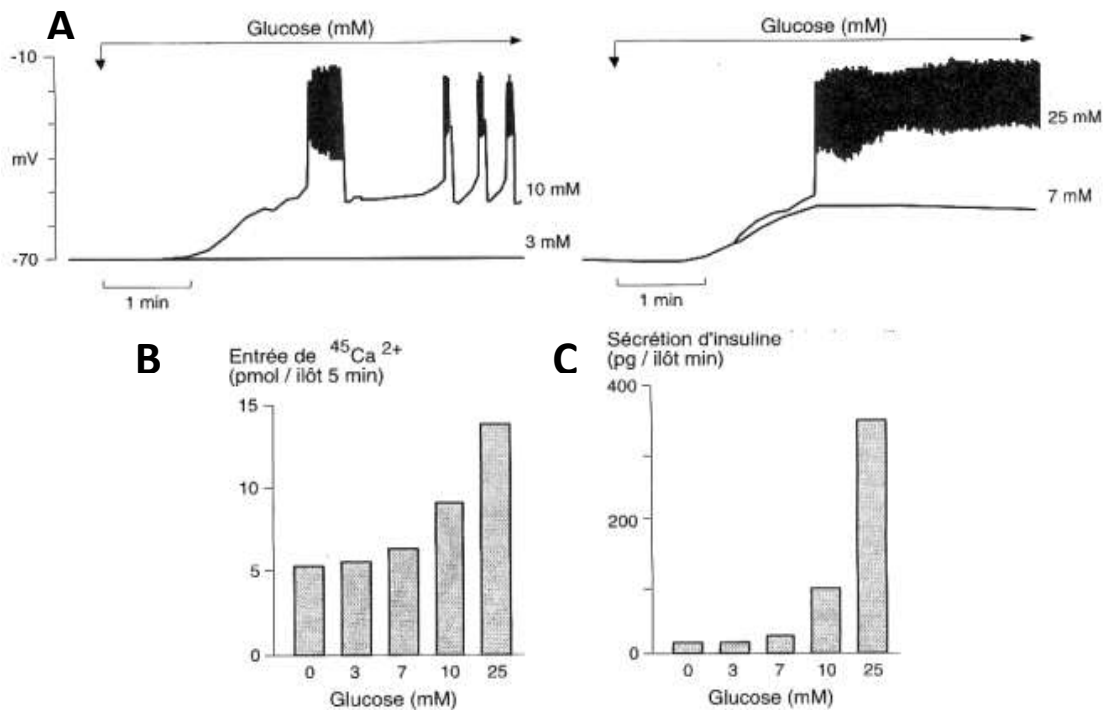 A
Glucose (mM)
-10
mV
-70
10 mM
3 mM
1 min
Glucose (mM)
25 mM
7 mM
1 min
B
Entrée de ⁴⁵Ca ²⁺
(pmol / ilôt 5 min)
15
10
5
0
0 3 7 10 25
Glucose (mM)
C
Sécrétion d'insuline
(pg / ilôt min)
400
200
0
0 3 7 10 25
Glucose (mM)